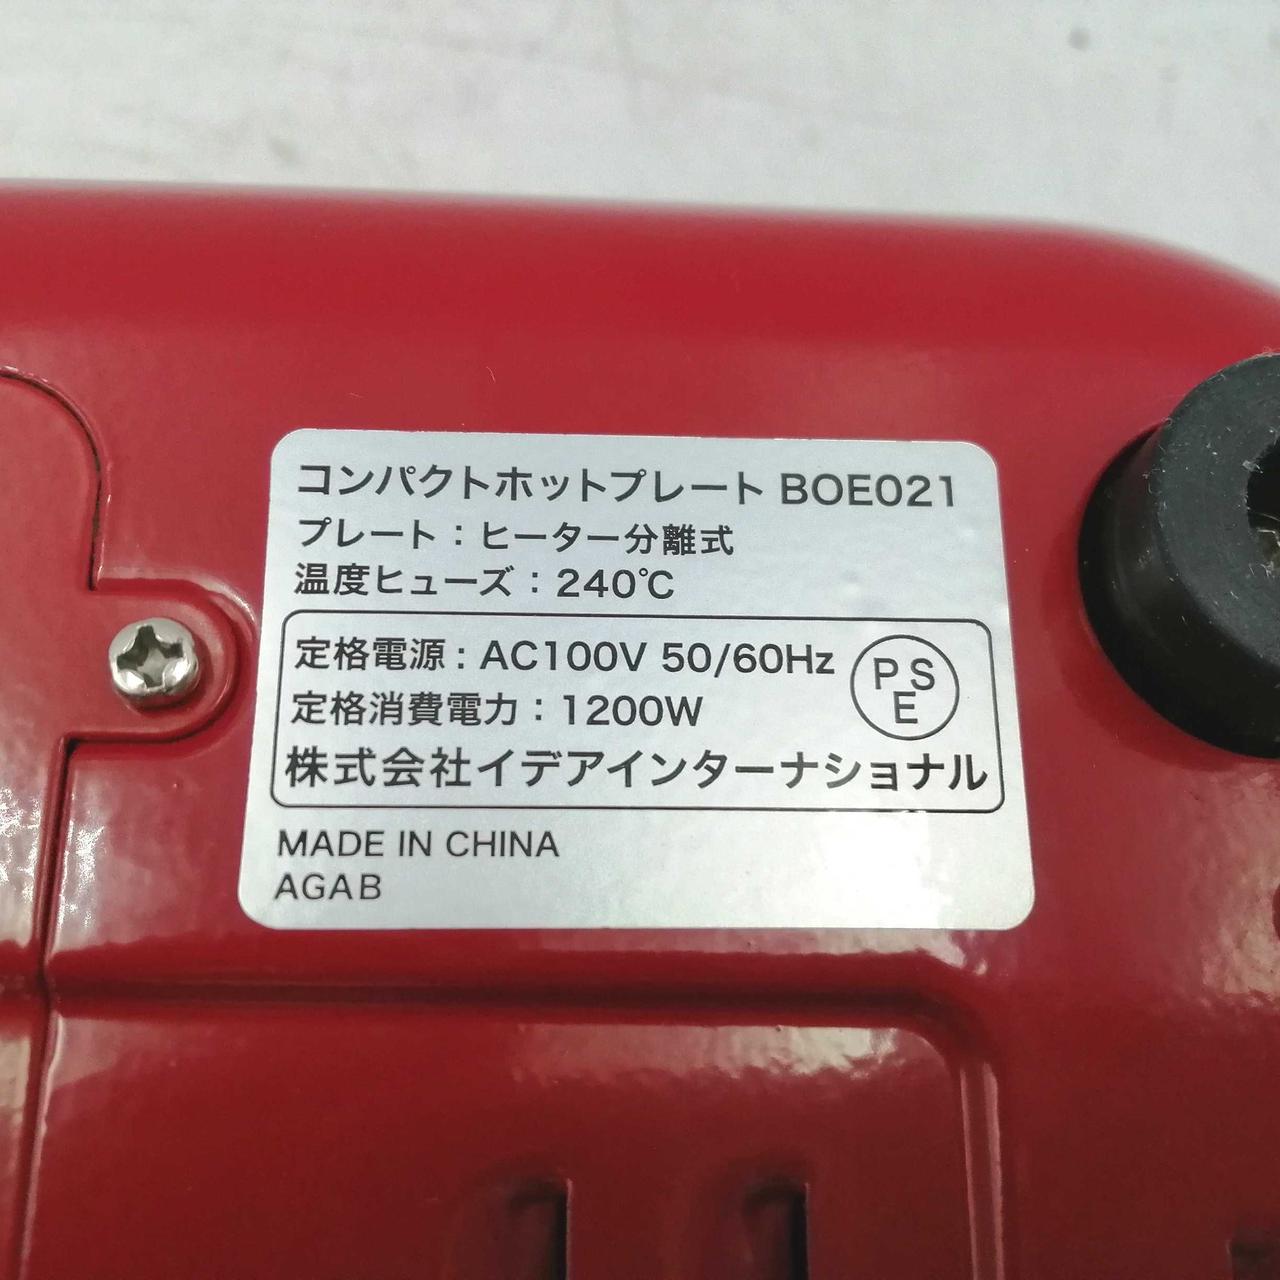 コンパクトホットプレート BOE021
プレート：ヒーター分離式
温度ヒューズ：240℃
定格電源：AC100V 50/60Hz
PSE
定格消費電力：1200W
株式会社イデアインターナショナル
MADE IN CHINA
AGAB